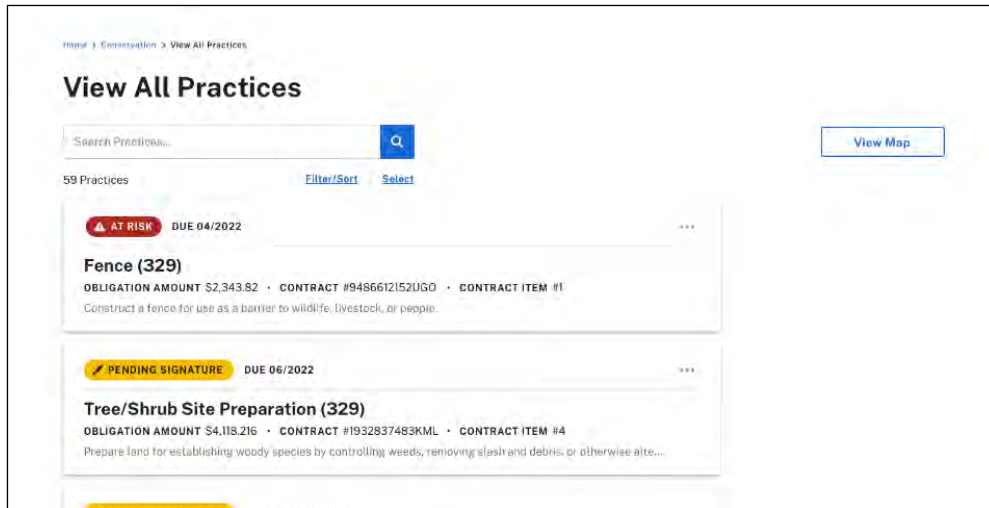 Home > Conservation > View All Practices
View All Practices
Search Practices...
View Map
59 Practices Filter/Sort Select
AT RISK DUE 04/2022
Fence (329)
OBLIGATION AMOUNT $2,343.82 · CONTRACT #9486612152UGO · CONTRACT ITEM #1
Construct a fence for use as a barrier to wildlife, livestock, or people.
PENDING SIGNATURE DUE 06/2022
Tree/Shrub Site Preparation (329)
OBLIGATION AMOUNT $4,118.216 · CONTRACT #1932837483KML · CONTRACT ITEM #4
Prepare land for establishing woody species by controlling weeds, removing slash and debris, or otherwise alte...